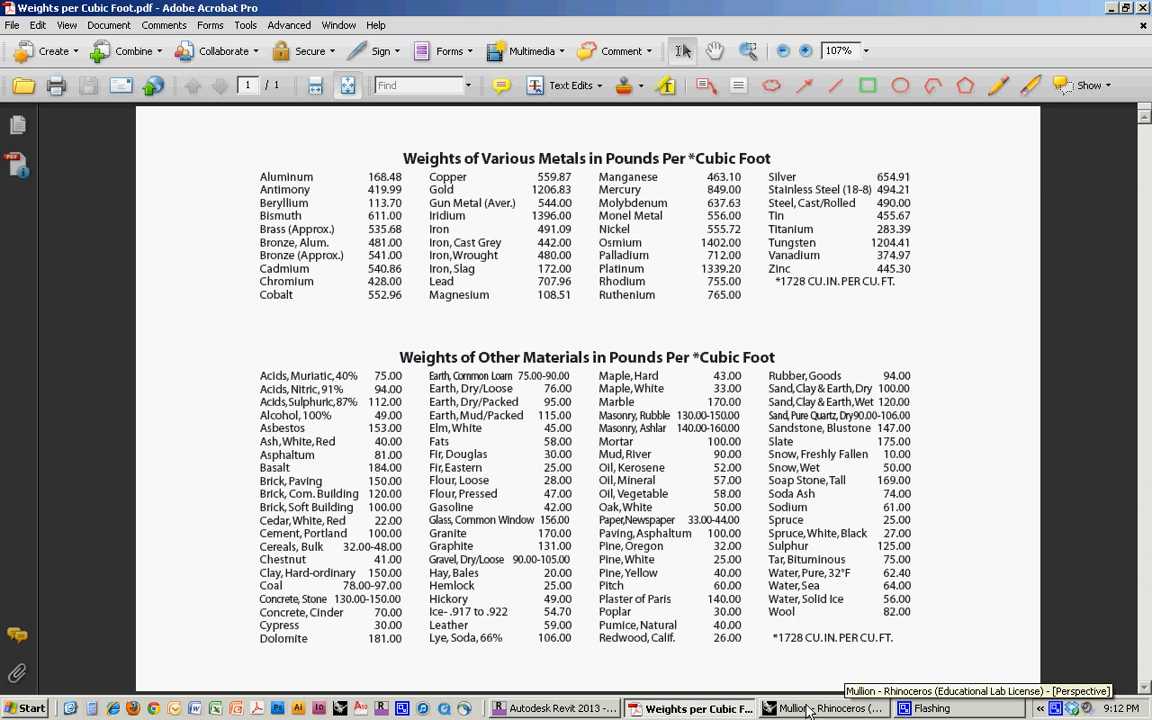 Weights per Cubic Foot.pdf - Adobe Acrobat Pro
File Edit View Document Comments Forms Tools Advanced Window Help
Create Combine Collaborate Secure Sign Forms Multimedia Comment 107%
1 / 1 Find Text Edits Show
Weights of Various Metals in Pounds Per *Cubic Foot
Aluminum 168.48 Copper 559.87 Manganese 463.10 Silver 654.91
Antimony 419.99 Gold 1206.83 Mercury 849.00 Stainless Steel (18-8) 494.21
Beryllium 113.70 Gun Metal (Aver.) 544.00 Molybdenum 637.63 Steel, Cast/Rolled 490.00
Bismuth 611.00 Iridium 1396.00 Monel Metal 556.00 Tin 455.67
Brass (Approx.) 535.68 Iron 491.09 Nickel 555.72 Titanium 283.39
Bronze, Alum. 481.00 Iron, Cast Grey 442.00 Osmium 1402.00 Tungsten 1204.41
Bronze (Approx.) 541.00 Iron, Wrought 480.00 Palladium 712.00 Vanadium 374.97
Cadmium 540.86 Iron, Slag 172.00 Platinum 1339.20 Zinc 445.30
Chromium 428.00 Lead 707.96 Rhodium 755.00 *1728 CU. IN. PER CU. FT.
Cobalt 552.96 Magnesium 108.51 Ruthenium 765.00
Weights of Other Materials in Pounds Per *Cubic Foot
Acids, Muriatic, 40% 75.00 Earth, Common Loam 75.00-90.00 Maple, Hard 43.00 Rubber, Goods 94.00
Acids, Nitric, 91% 94.00 Earth, Dry/Loose 76.00 Maple, White 33.00 Sand, Clay & Earth, Dry 100.00
Acids, Sulphuric, 87% 112.00 Earth, Dry/Packed 95.00 Marble 170.00 Sand, Clay & Earth, Wet 120.00
Alcohol, 100% 49.00 Earth, Mud/Packed 115.00 Masonry, Rubble 130.00-150.00 Sand, Pure Quartz, Dry 90.00-106.00
Asbestos 153.00 Elm, White 45.00 Masonry, Ashlar 140.00-160.00 Sandstone, Blustone 147.00
Ash, White, Red 40.00 Fats 58.00 Mortar 100.00 Slate 175.00
Asphaltum 81.00 Fir, Douglas 30.00 Mud, River 90.00 Snow, Freshly Fallen 10.00
Basalt 184.00 Fir, Eastern 25.00 Oil, Kerosene 52.00 Snow, Wet 50.00
Brick, Paving 150.00 Flour, Loose 28.00 Oil, Mineral 57.00 Soap Stone, Tall 169.00
Brick, Com. Building 120.00 Flour, Pressed 47.00 Oil, Vegetable 58.00 Soda Ash 74.00
Brick, Soft Building 100.00 Gasoline 42.00 Oak, White 50.00 Sodium 61.00
Cedar, White, Red 22.00 Glass, Common Window 156.00 Paper, Newspaper 33.00-44.00 Spruce 25.00
Cement, Portland 100.00 Granite 170.00 Paving, Asphaltum 100.00 Spruce, White, Black 27.00
Cereals, Bulk 32.00-48.00 Graphite 131.00 Pine, Oregon 32.00 Sulphur 125.00
Chestnut 41.00 Gravel, Dry/Loose 90.00-105.00 Pine, White 25.00 Tar, Bituminous 75.00
Clay, Hard-ordinary 150.00 Hay, Bales 20.00 Pine, Yellow 40.00 Water, Pure, 32°F 62.40
Coal 78.00-97.00 Hemlock 25.00 Pitch 60.00 Water, Sea 64.00
Concrete, Stone 130.00-150.00 Hickory 49.00 Plaster of Paris 140.00 Water, Solid Ice 56.00
Concrete, Cinder 70.00 Ice- .917 to .922 54.70 Poplar 30.00 Wool 82.00
Cypress 30.00 Leather 59.00 Pumice, Natural 40.00
Dolomite 181.00 Lye, Soda, 66% 106.00 Redwood, Calif. 26.00 *1728 CU. IN. PER CU. FT.
Mullion - Rhinoceros (Educational Lab License) - [Perspective]
Start Autodesk Revit 2013 -... Weights per Cubic F... Mullion - Rhinoceros (... Flashing 9:12 PM